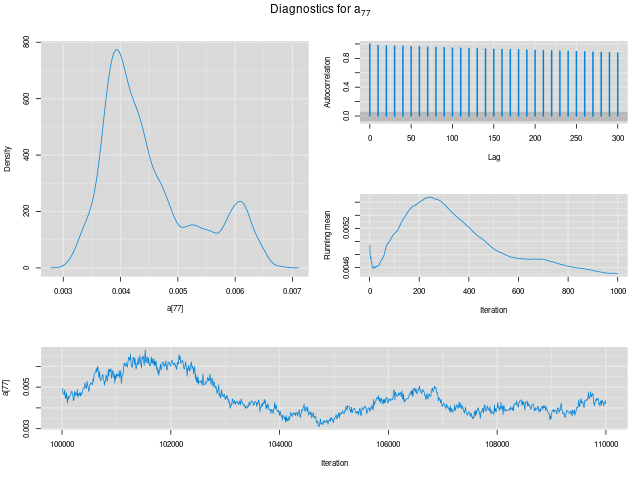 Diagnostics for a77
Density
0 200 400 600 800
0.003 0.004 0.005 0.006 0.007
a[77]
Autocorrelation
0.0 0.4 0.8
0 50 100 150 200 250 300
Lag
Running mean
0.0046 0.0052
0 200 400 600 800 1000
Iteration
a[77]
0.003 0.005
100000 102000 104000 106000 108000 110000
Iteration